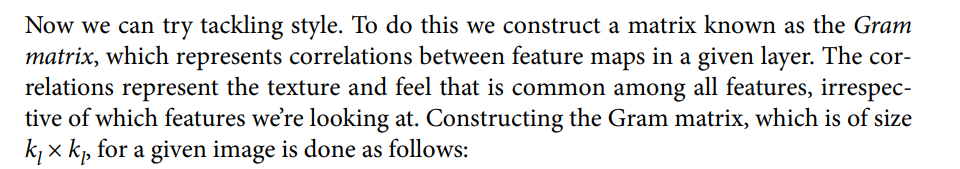 Now we can try tackling style. To do this we construct a matrix known as the Gram
matrix, which represents correlations between feature maps in a given layer. The cor-
relations represent the texture and feel that is common among all features, irrespec-
tive of which features we’re looking at. Constructing the Gram matrix, which is of size
kₗ × kₗ, for a given image is done as follows: